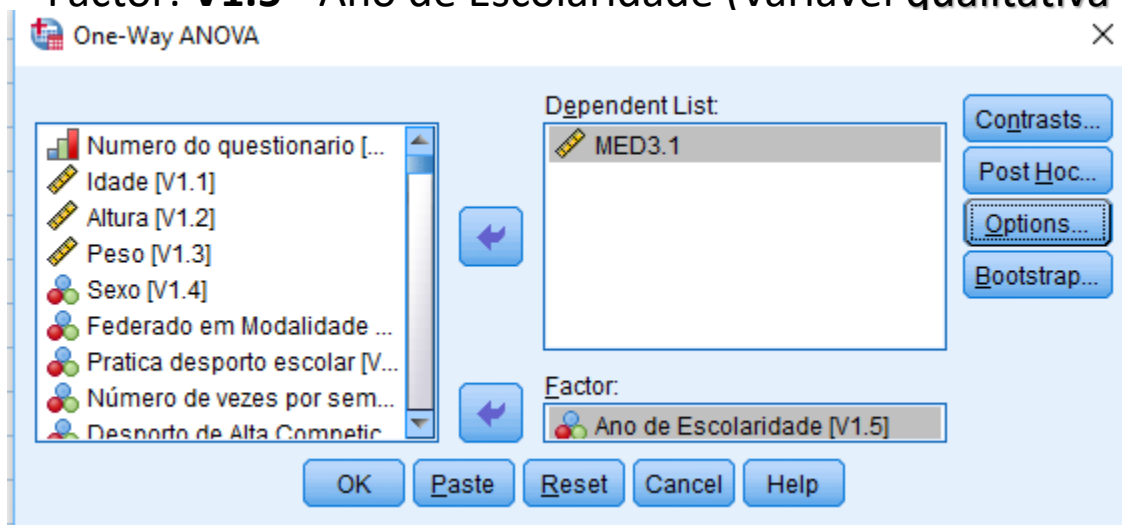 Factor: V1.5 - Ano de Escolaridade (Variável qualitativa
One-Way ANOVA
Numero do questionario [...
Idade [V1.1]
Altura [V1.2]
Peso [V1.3]
Sexo [V1.4]
Federado em Modalidade ...
Pratica desporto escolar [V...
Número de vezes por sem...
Desporto de Alta Competic
Dependent List:
MED3.1
Factor:
Ano de Escolaridade [V1.5]
Contrasts...
Post Hoc...
Options...
Bootstrap...
OK Paste Reset Cancel Help